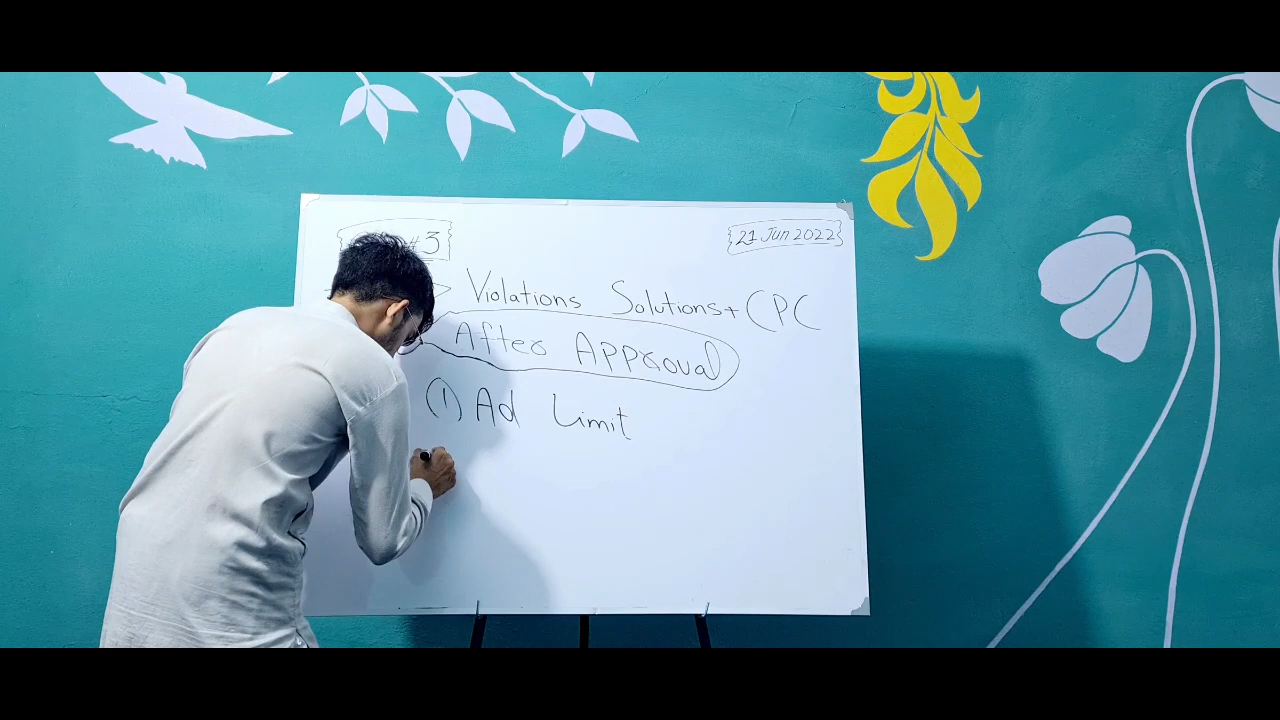 #3
21 Jun 2022
Violations Solutions + CPC
After Approval
(1) Ad Limit